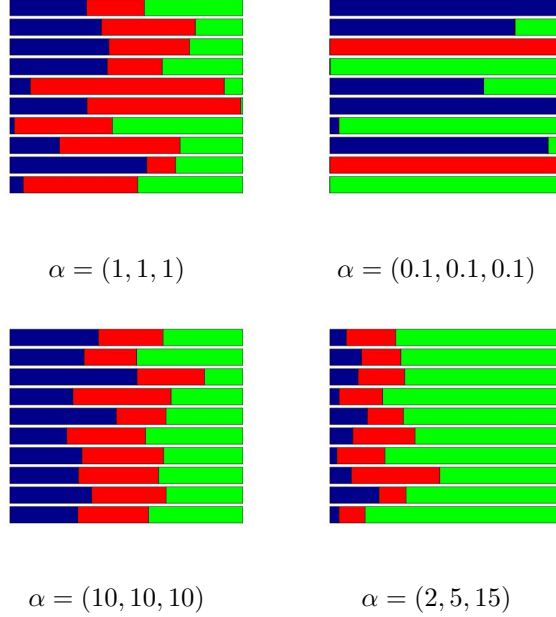 α = (1, 1, 1)
α = (0.1, 0.1, 0.1)
α = (10, 10, 10)
α = (2, 5, 15)